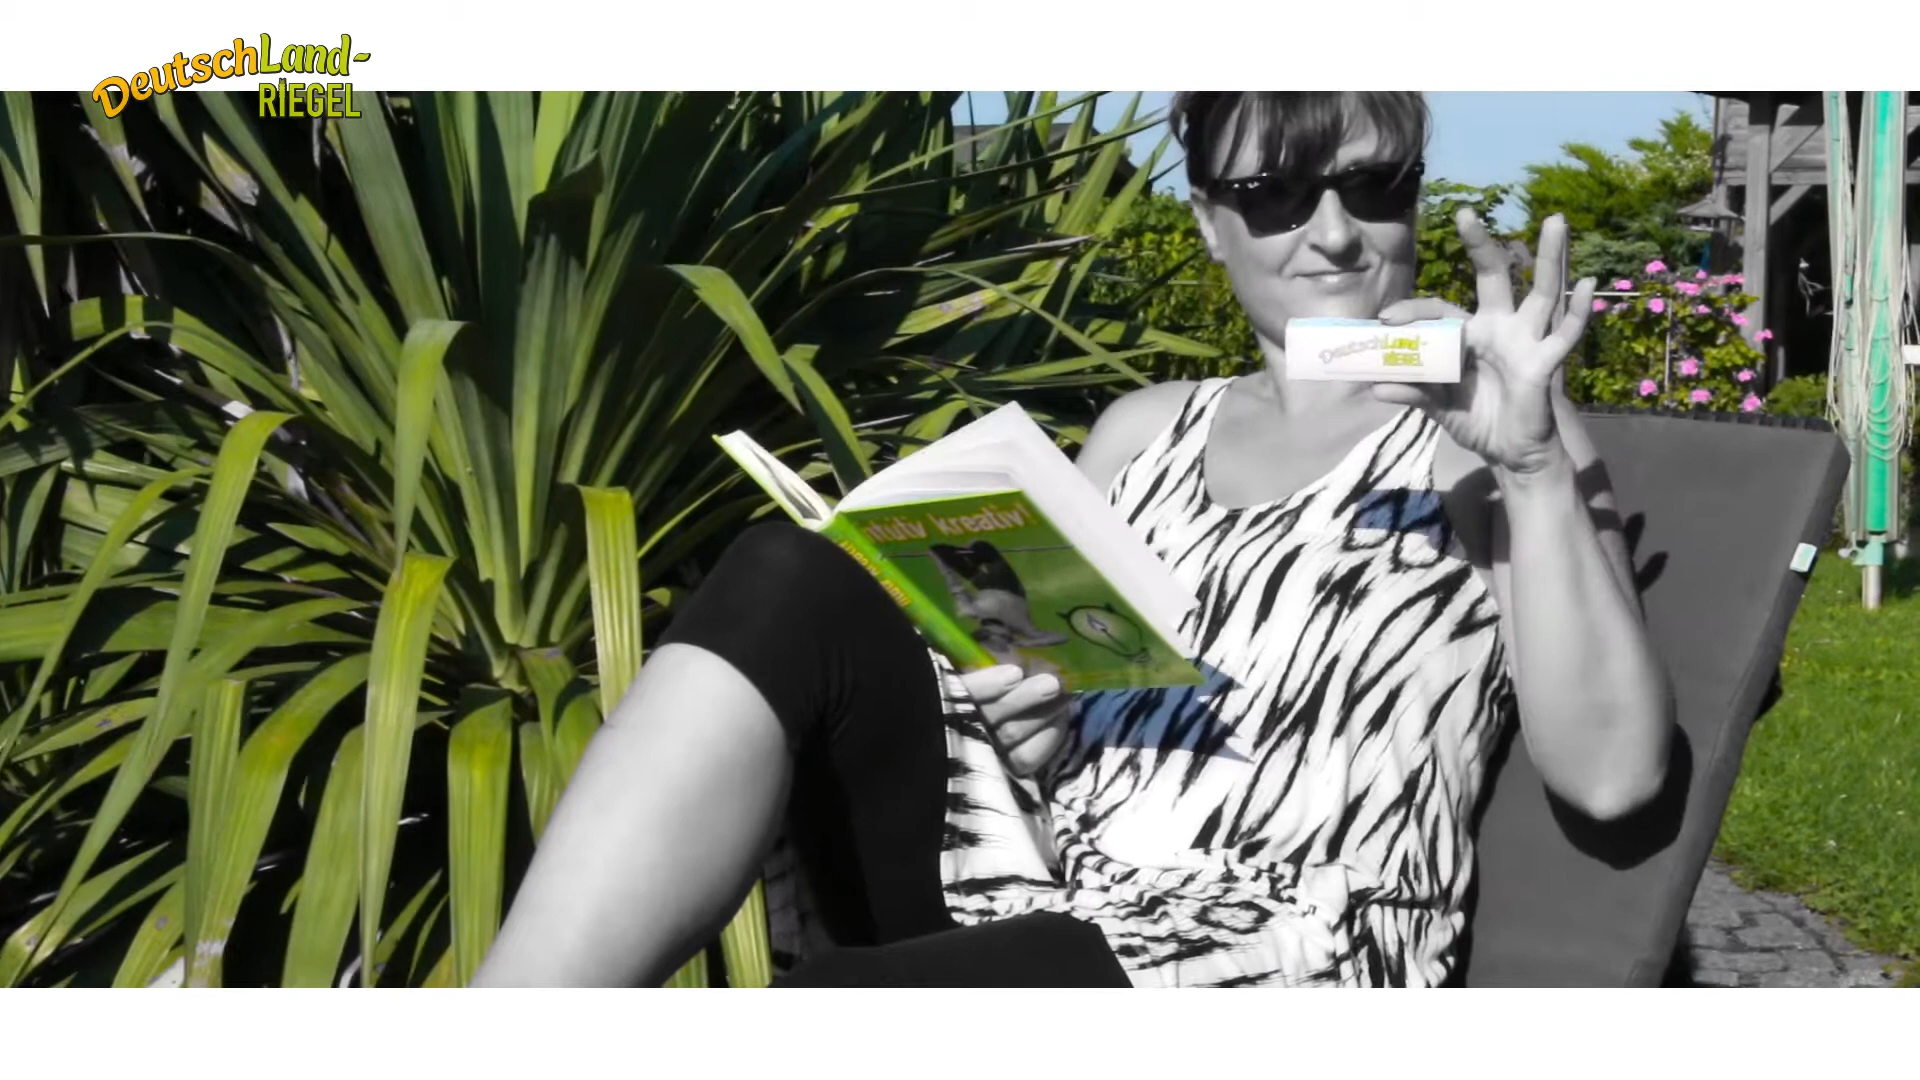 DeutschLand-
RIEGEL
DeutschLand-
RIEGEL
kreativ!